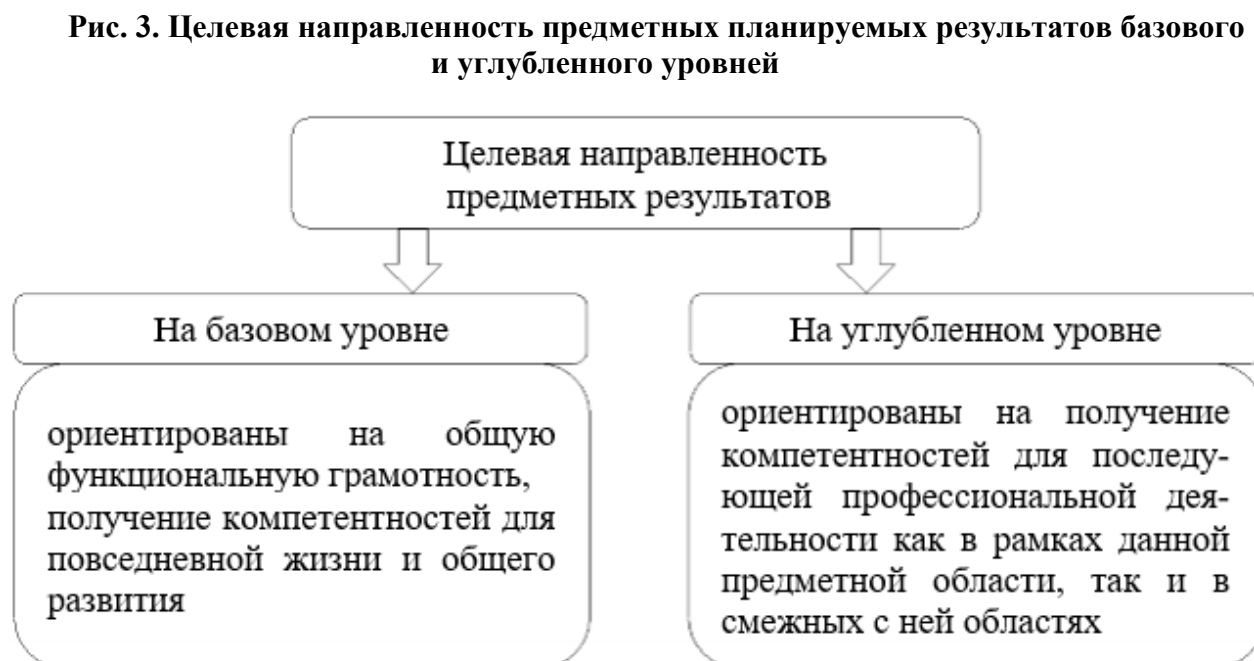 Рис. 3. Целевая направленность предметных планируемых результатов базового
и углубленного уровней
Целевая направленность
предметных результатов
На базовом уровне
ориентированы на общую
функциональную грамотность,
получение компетентностей для
повседневной жизни и общего
развития
На углубленном уровне
ориентированы на получение
компетентностей для последу-
ющей профессиональной дея-
тельности как в рамках данной
предметной области, так и в
смежных с ней областях